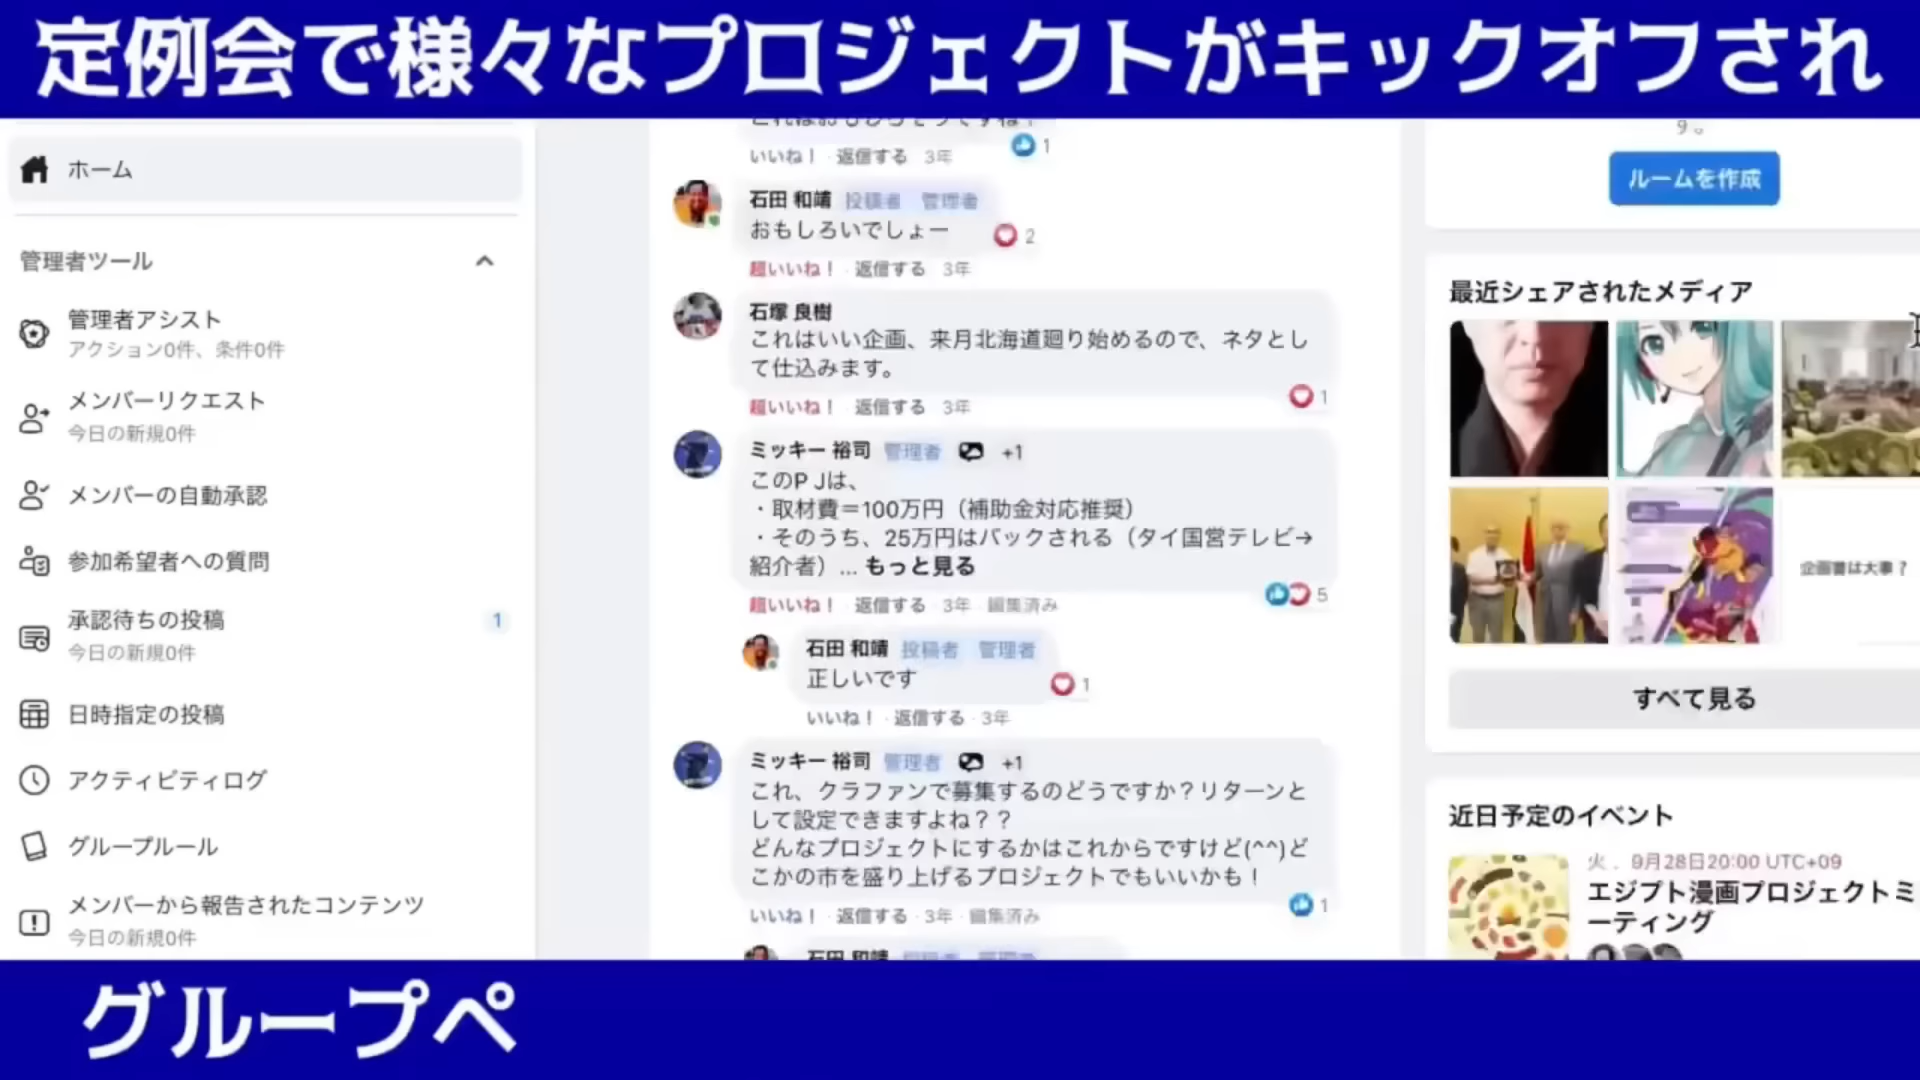 定例会で様々なプロジェクトがキックオフされ
ホーム
管理者ツール
管理者アシスト
アクション0件、条件0件
メンバーリクエスト
今日の新規0件
メンバーの自動承認
参加希望者への質問
承認待ちの投稿
1
今日の新規0件
日時指定の投稿
アクティビティログ
グループルール
メンバーから報告されたコンテンツ
今日の新規0件
いいね！ · 返信する 3年
1
石田 和靖 投稿者 管理者
おもしろいでしょー
2
超いいね！ · 返信する 3年
石塚 良樹
これはいい企画、来月北海道廻り始めるので、ネタとし
て仕込みます。
1
超いいね！ · 返信する 3年
ミッキー 裕司 管理者 +1
このPJは、
・取材費＝100万円（補助金対応推奨）
・そのうち、25万円はバックされる（タイ国営テレビ→
紹介者）... もっと見る
5
超いいね！ · 返信する · 3年 · 編集済み
石田 和靖 投稿者 管理者
正しいです
1
いいね！ · 返信する · 3年
ミッキー 裕司 管理者 +1
これ、クラファンで募集するのどうですか？リターンと
して設定できますよね？？
どんなプロジェクトにするかはこれからですけど(^^)ど
こかの市を盛り上げるプロジェクトでもいいかも！
1
いいね！ · 返信する · 3年 · 編集済み
石田 和靖 投稿者 管理者
ルームを作成
最近シェアされたメディア
企画書は大事？
すべて見る
近日予定のイベント
火、9月28日20:00 UTC+09
エジプト漫画プロジェクトミ
ーティング
グループペ